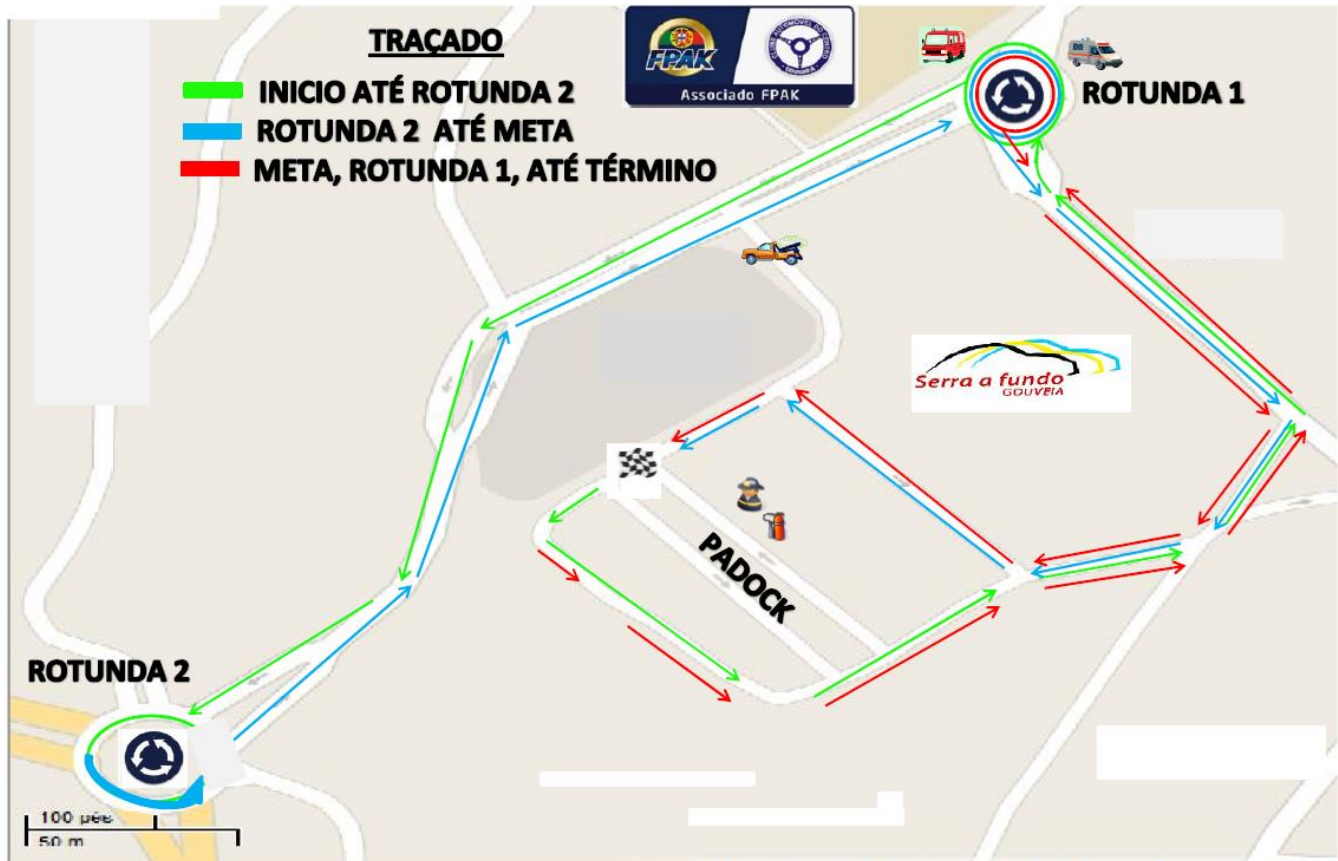 TRAÇADO
INICIO ATÉ ROTUNDA 2
ROTUNDA 2 ATÉ META
META, ROTUNDA 1, ATÉ TÉRMINO
FPAK
Associado FPAK
ROTUNDA 1
Serra a fundo
GOUVEIA
PADOCK
ROTUNDA 2
100 pés
50 m